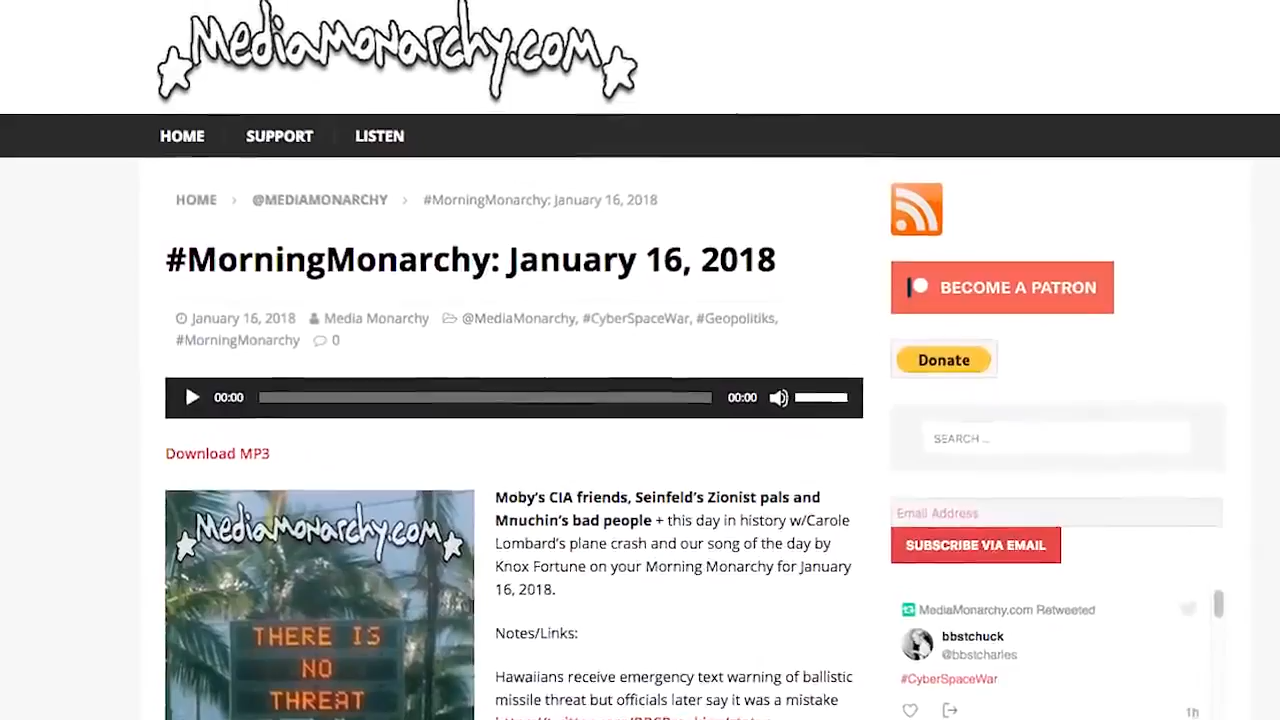 MediaMonarchy.com
HOME SUPPORT LISTEN
HOME › @MEDIAMONARCHY › #MorningMonarchy: January 16, 2018
#MorningMonarchy: January 16, 2018
January 16, 2018 Media Monarchy @MediaMonarchy, #CyberSpaceWar, #Geopolitiks,
#MorningMonarchy 0
00:00 00:00
Download MP3
MediaMonarchy.com
THERE IS
NO
THREAT
Moby's CIA friends, Seinfeld's Zionist pals and
Mnuchin's bad people + this day in history w/Carole
Lombard's plane crash and our song of the day by
Knox Fortune on your Morning Monarchy for January
16, 2018.
Notes/Links:
Hawaiians receive emergency text warning of ballistic
missile threat but officials later say it was a mistake
BECOME A PATRON
Donate
SEARCH ...
Email Address
SUBSCRIBE VIA EMAIL
MediaMonarchy.com Retweeted
bbstchuck
@bbstcharles
#CyberSpaceWar
1h